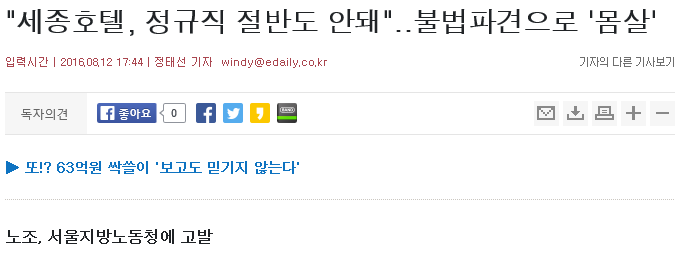 "세종호텔, 정규직 절반도 안돼"..불법파견으로 '몸살'
입력시간 | 2016.08.12 17:44 | 정태선 기자 windy@edaily.co.kr
기자의 다른 기사보기
독자의견 좋아요 0 BAND
▶ 또!? 63억원 싹쓸이 '보고도 믿기지 않는다'
노조, 서울지방노동청에 고발